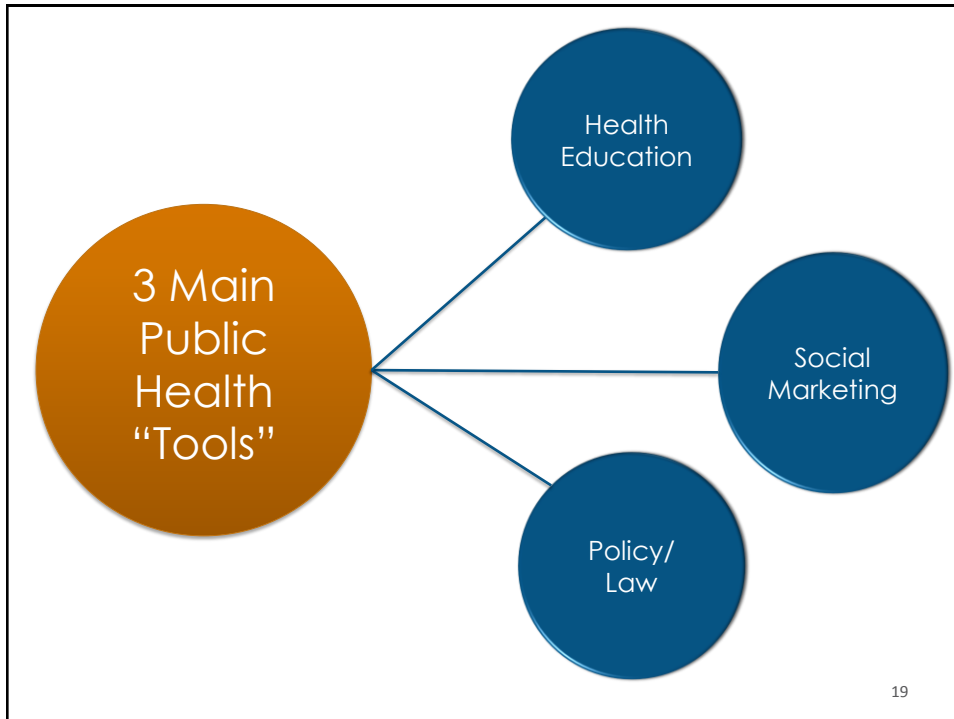 3 Main
Public
Health
“Tools”
Health
Education
Social
Marketing
Policy/
Law
19